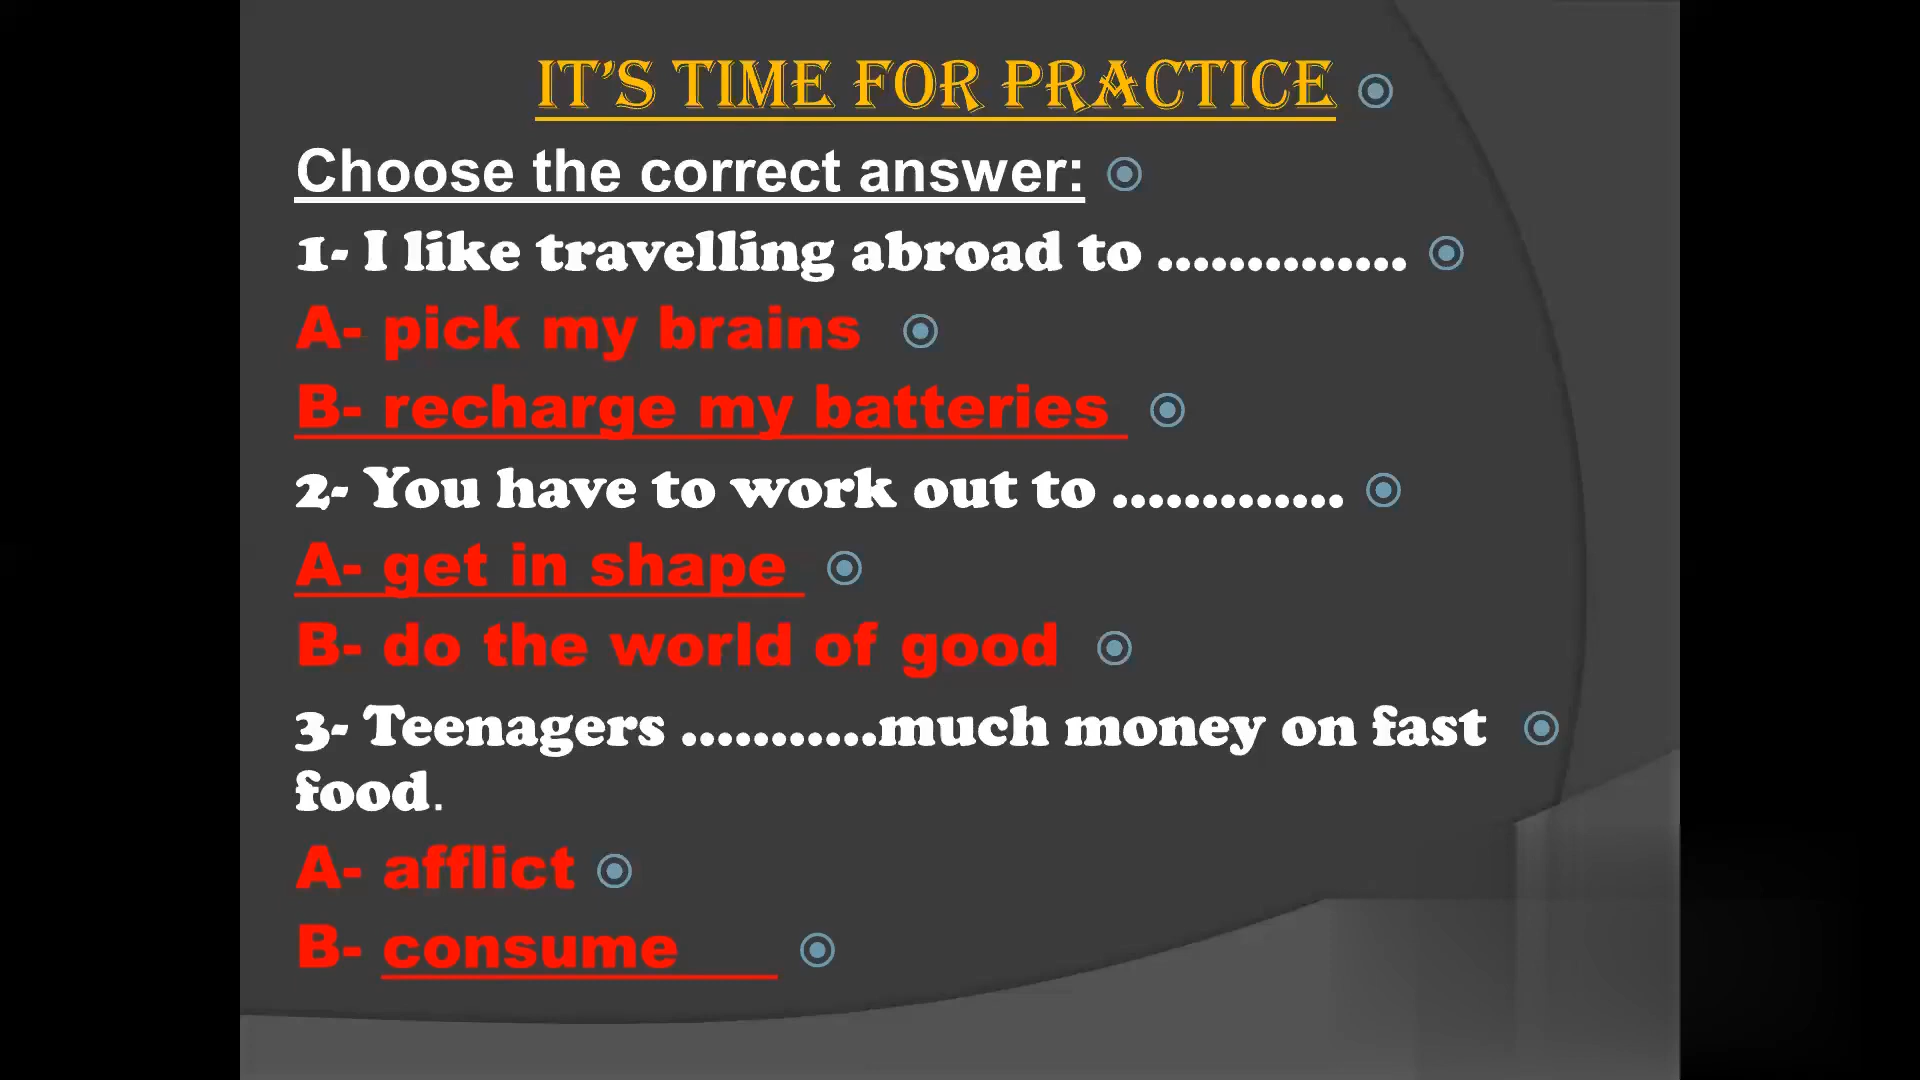 IT'S TIME FOR PRACTICE
Choose the correct answer:
1- I like travelling abroad to ..............
A- pick my brains
B- recharge my batteries
2- You have to work out to .............
A- get in shape
B- do the world of good
3- Teenagers ...........much money on fast
food.
A- afflict
B- consume